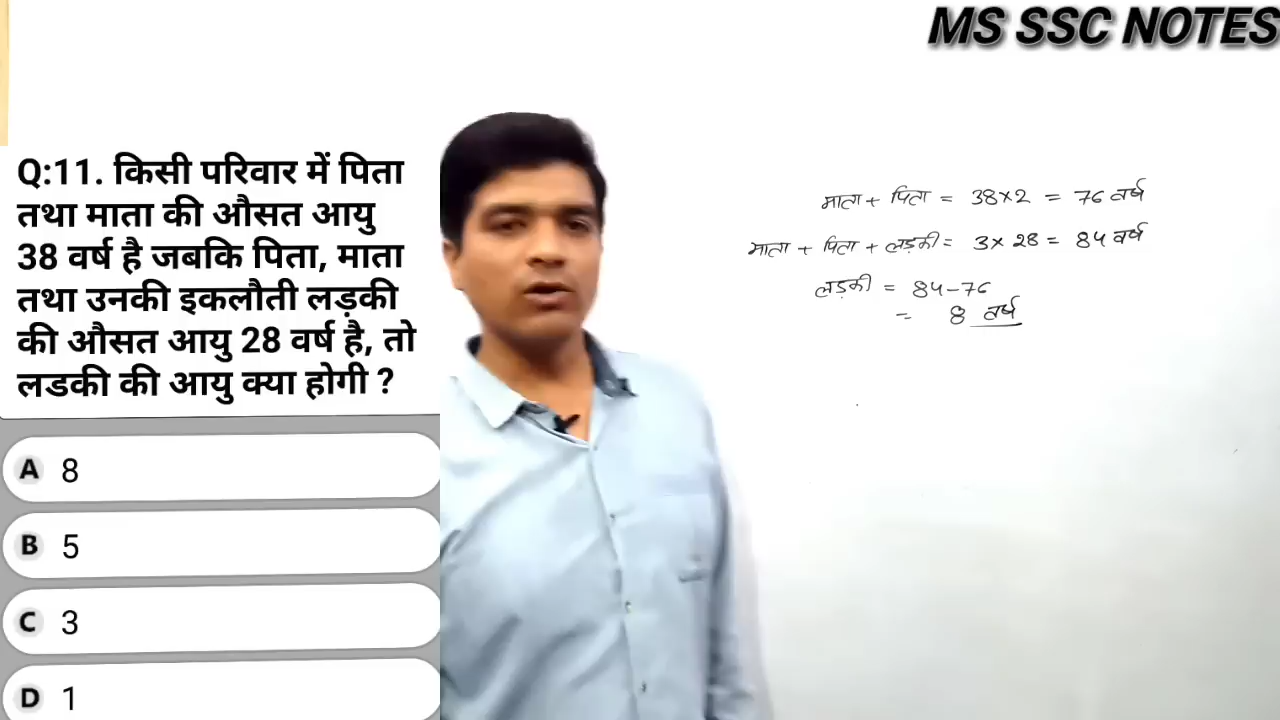 MS SSC NOTES
Q:11. किसी परिवार में पिता
तथा माता की औसत आयु
38 वर्ष है जबकि पिता, माता
तथा उनकी इकलौती लड़की
की औसत आयु 28 वर्ष है, तो
लडकी की आयु क्या होगी ?
A 8
B 5
C 3
D 1
माता + पिता = 38×2 = 76 वर्ष
माता + पिता + लड़की = 3×28 = 84 वर्ष
लड़की = 84-76
= 8 वर्ष